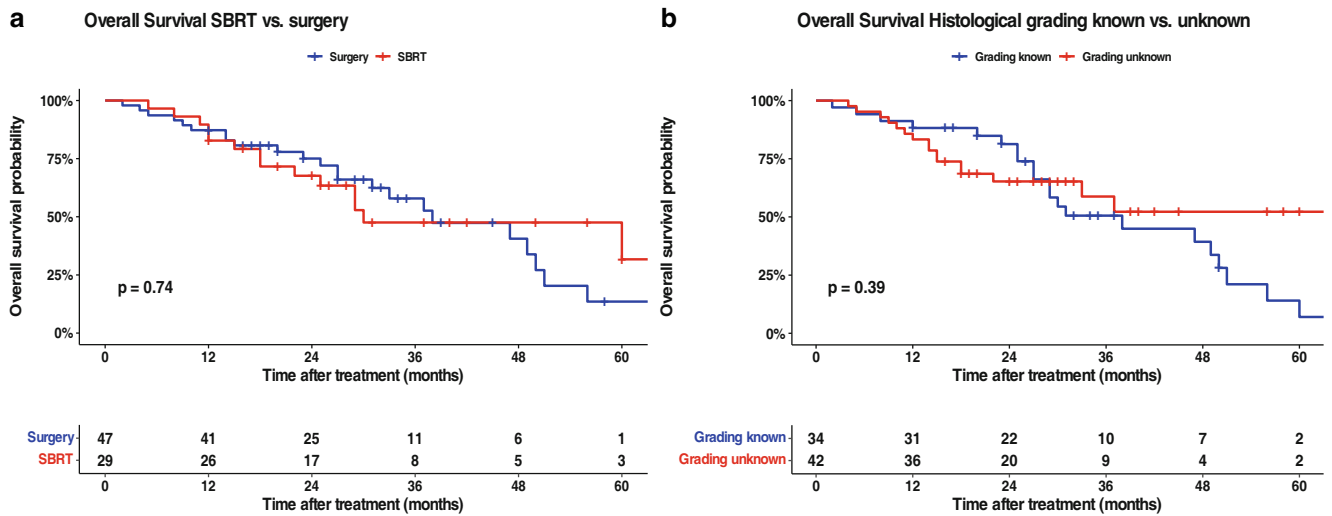 a
Overall Survival SBRT vs. surgery
Surgery SBRT
Overall survival probability
100%
75%
50%
25%
0%
p = 0.74
0 12 24 36 48 60
Time after treatment (months)
Surgery 47 41 25 11 6 1
SBRT 29 26 17 8 5 3
0 12 24 36 48 60
Time after treatment (months)
b
Overall Survival Histological grading known vs. unknown
Grading known Grading unknown
Overall survival probability
100%
75%
50%
25%
0%
p = 0.39
0 12 24 36 48 60
Time after treatment (months)
Grading known 34 31 22 10 7 2
Grading unknown 42 36 20 9 4 2
0 12 24 36 48 60
Time after treatment (months)